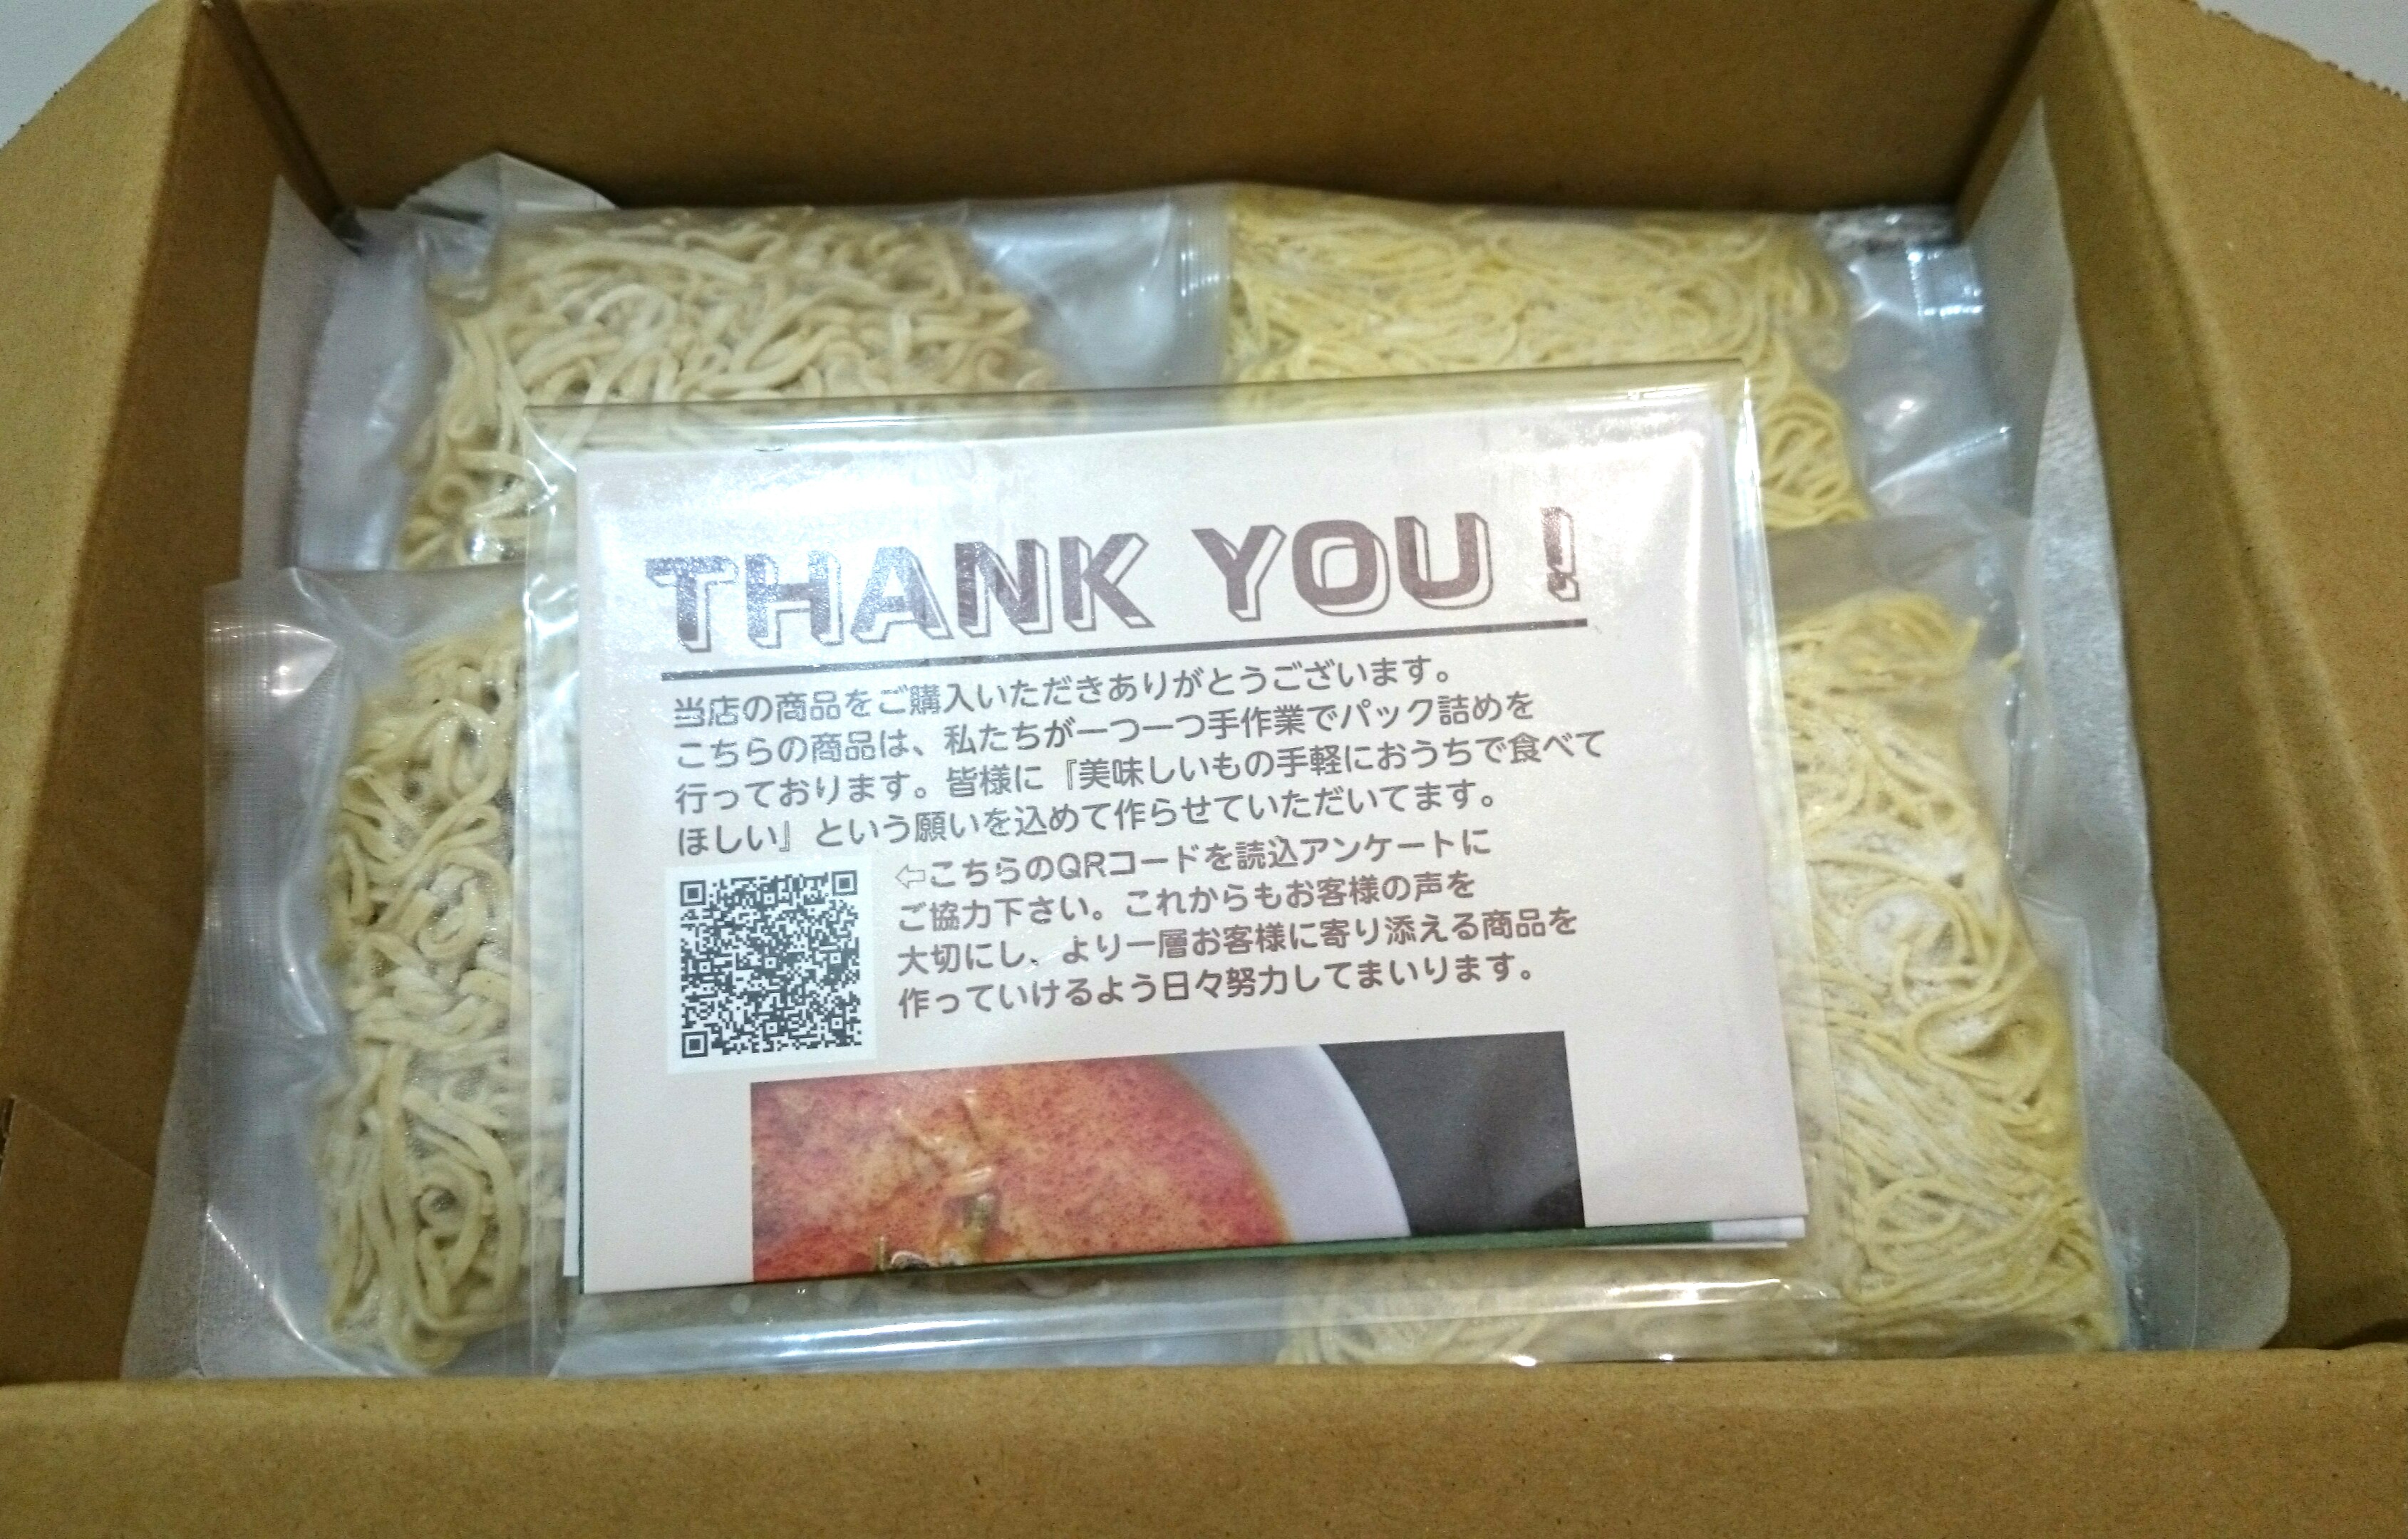 THANK YOU !
当店の商品をご購入いただきありがとうございます。
こちらの商品は、私たちが一つ一つ手作業でパック詰めを
行っております。皆様に『美味しいもの手軽におうちで食べて
ほしい』という願いを込めて作らせていただいてます。
⇦こちらのQRコードを読込アンケートに
ご協力下さい。これからもお客様の声を
大切にし、より一層お客様に寄り添える商品を
作っていけるよう日々努力してまいります。